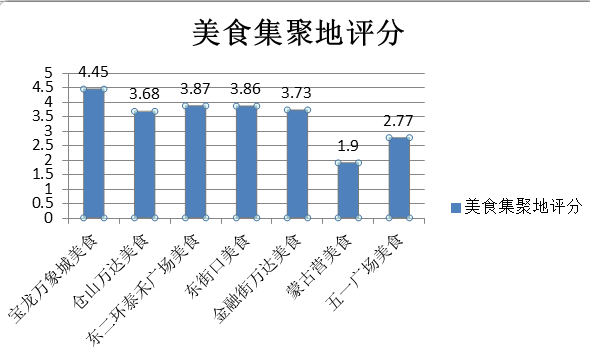 美食集聚地评分
5
4.5
4
3.5
3
2.5
2
1.5
1
0.5
0
4.45
3.68
3.87
3.86
3.73
1.9
2.77
宝龙万象城美食
仓山万达美食
东二环泰禾广场美食
东街口美食
金融街万达美食
蒙古营美食
五一广场美食
美食集聚地评分